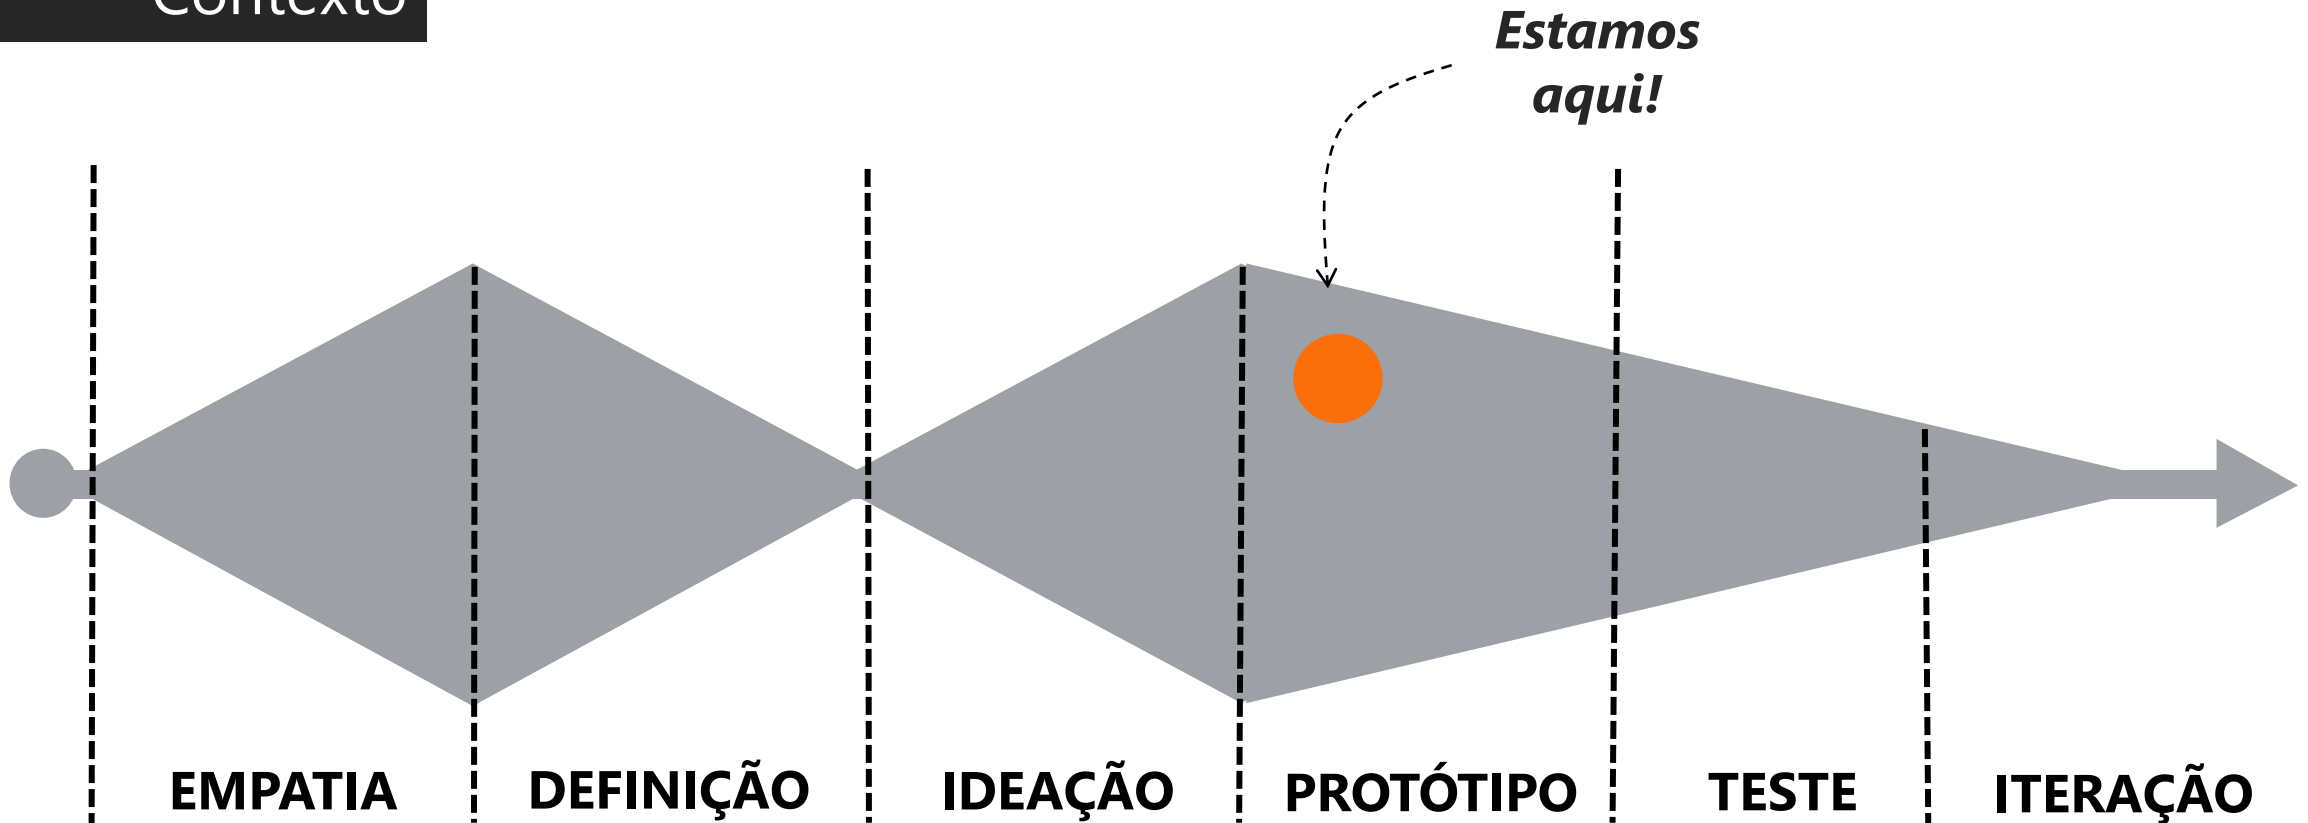 Contexto
Estamos
aqui!
EMPATIA
DEFINIÇÃO
IDEAÇÃO
PROTÓTIPO
TESTE
ITERAÇÃO